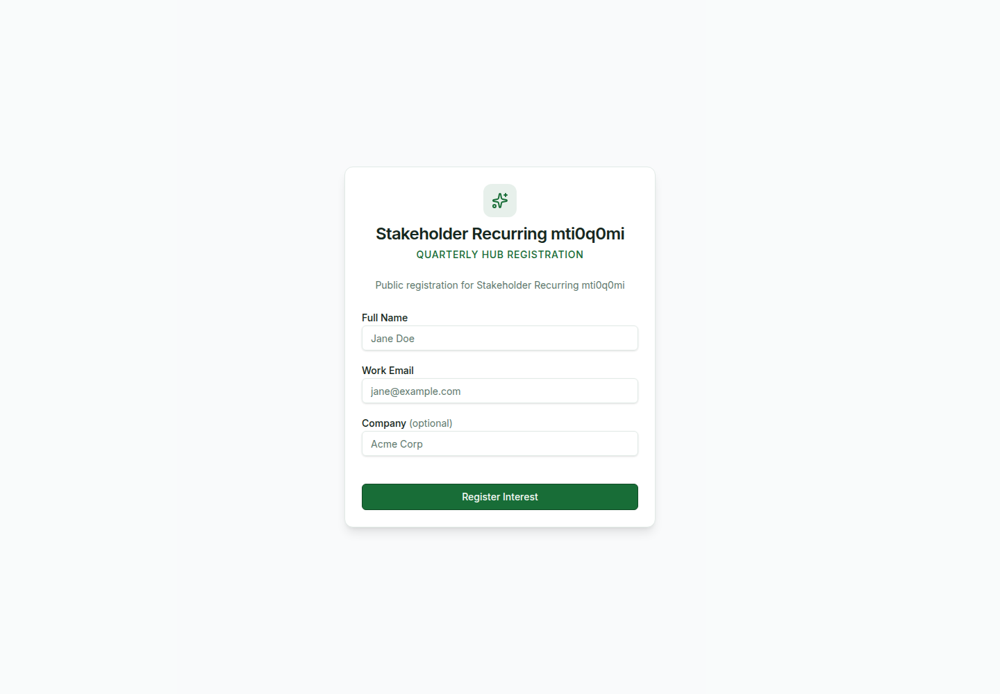 Stakeholder Recurring mti0q0mi
QUARTERLY HUB REGISTRATION
Public registration for Stakeholder Recurring mti0q0mi
Full Name
Jane Doe
Work Email
jane@example.com
Company (optional)
Acme Corp
Register Interest